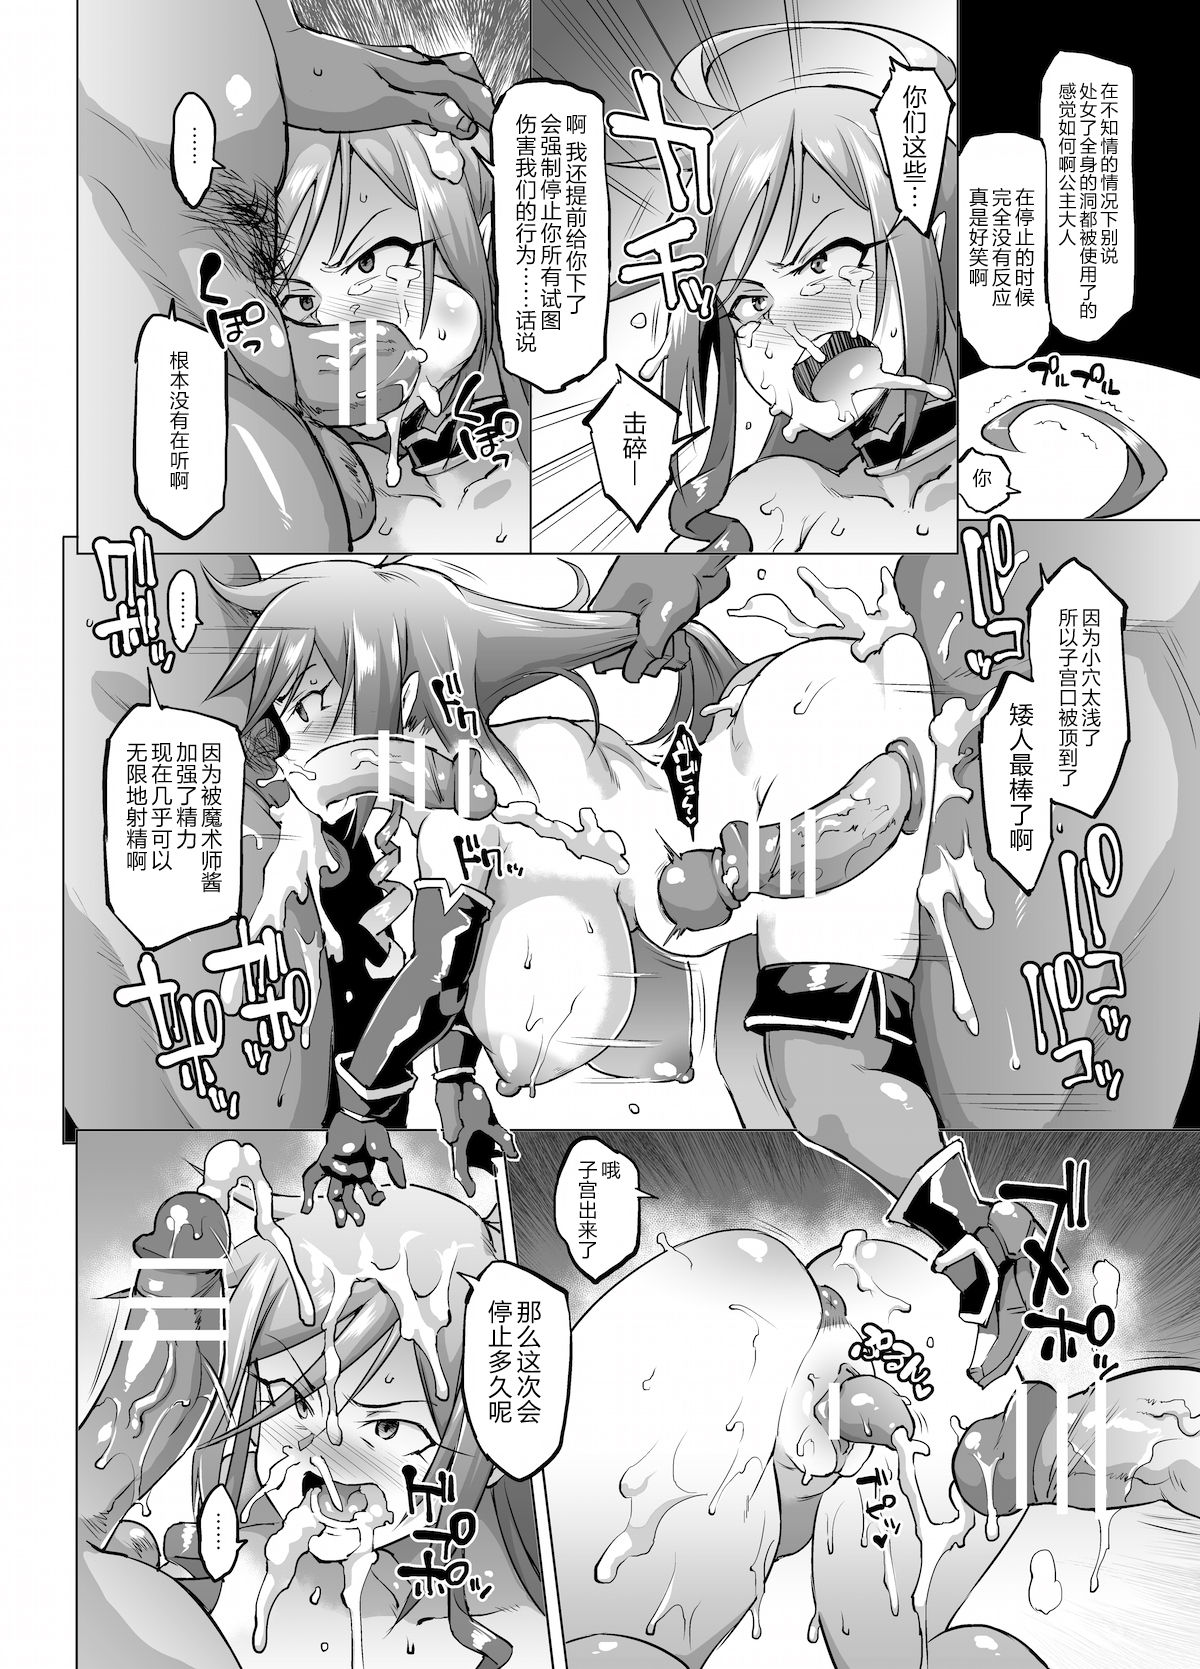 在不知情的情况下别说
处女了全身的洞都被使用了的
感觉如何啊公主大人
在停止的时候
完全没有反应
真是好笑啊
プルプル
你
你们这些…
击碎—
啊 我还提前给你下了
会强制停止你所有试图
伤害我们的行为……话说
……
くぽっ
くぽっ
根本没有在听啊
因为小穴太浅了
所以子宫口被顶到了
矮人最棒了啊
……
因为被魔术师酱
加强了精力
现在几乎可以
无限地射精啊
ドクッ
ドクッ
哦
子宫出来了
那么这次会
停止多久呢
……